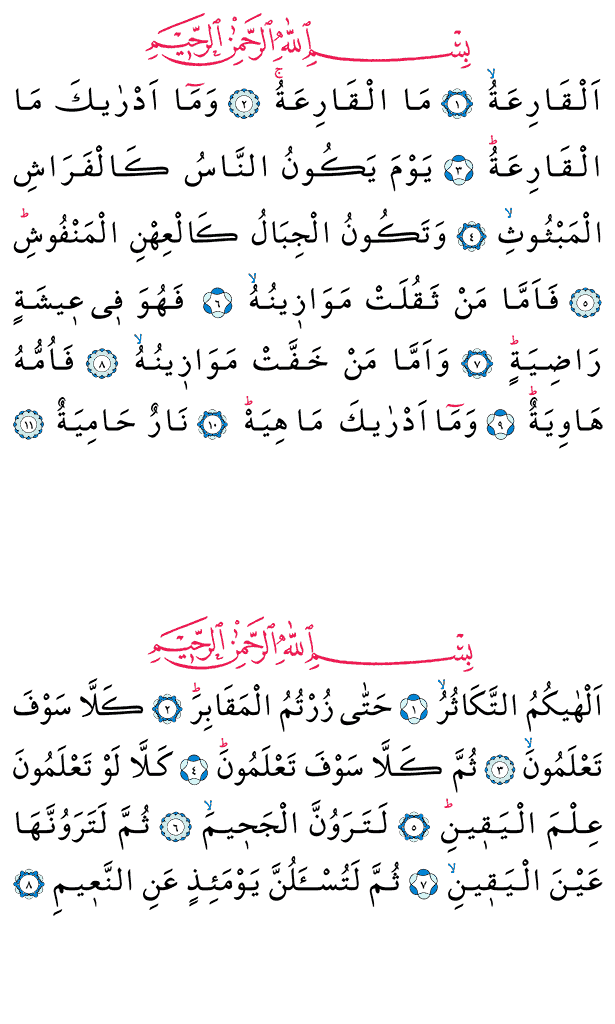 بِسْمِ اللّٰهِ الرَّحْمٰنِ الرَّحٖيمِ
اَلْقَارِعَةُۙ ﴿١﴾ مَا الْقَارِعَةُۚ ﴿٢﴾ وَمَٓا اَدْرٰيكَ مَا
الْقَارِعَةُؕ ﴿٣﴾ يَوْمَ يَكُونُ النَّاسُ كَالْفَرَاشِ
الْمَبْثُوثِۙ ﴿٤﴾ وَتَكُونُ الْجِبَالُ كَالْعِهْنِ الْمَنْفُوشِؕ
﴿٥﴾ فَاَمَّا مَنْ ثَقُلَتْ مَوَازٖينُهُۙ ﴿٦﴾ فَهُوَ فٖى عٖيشَةٍ
رَاضِيَةٍؕ ﴿٧﴾ وَاَمَّا مَنْ خَفَّتْ مَوَازٖينُهُۙ ﴿٨﴾ فَاُمُّهُ
هَاوِيَةٌؕ ﴿٩﴾ وَمَٓا اَدْرٰيكَ مَا هِيَهْؕ ﴿١٠﴾ نَارٌ حَامِيَةٌ ﴿١١﴾
بِسْمِ اللّٰهِ الرَّحْمٰنِ الرَّحٖيمِ
اَلْهٰيكُمُ التَّكَاثُرُۙ ﴿١﴾ حَتّٰى زُرْتُمُ الْمَقَابِرَؕ ﴿٢﴾ كَلَّا سَوْفَ
تَعْلَمُونَۙ ﴿٣﴾ ثُمَّ كَلَّا سَوْفَ تَعْلَمُونَؕ ﴿٤﴾ كَلَّا لَوْ تَعْلَمُونَ
عِلْمَ الْيَقٖينِؕ ﴿٥﴾ لَتَرَوُنَّ الْجَحٖيمَۙ ﴿٦﴾ ثُمَّ لَتَرَوُنَّهَا
عَيْنَ الْيَقٖينِۙ ﴿٧﴾ ثُمَّ لَتُسْـَٔلُنَّ يَوْمَئِذٍ عَنِ النَّعٖيمِ ﴿٨﴾